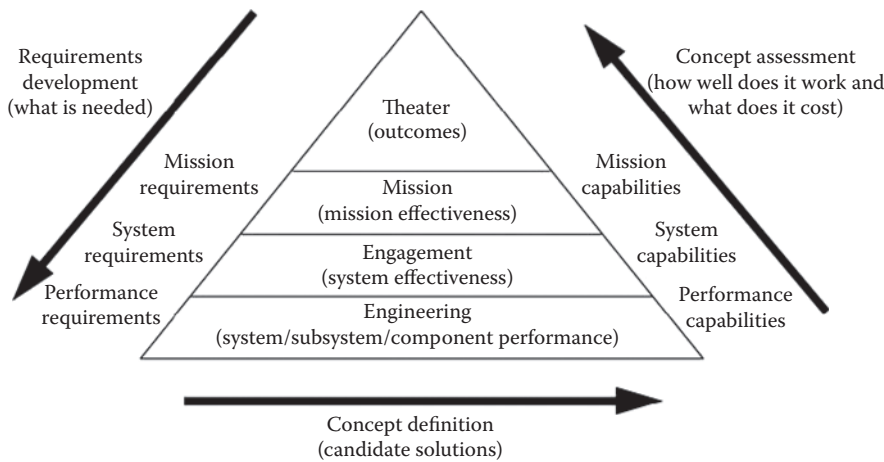 Requirements
development
(what is needed)
Concept assessment
(how well does it work and
what does it cost)
Theater
(outcomes)
Mission
requirements
Mission
(mission effectiveness)
Mission
capabilities
System
requirements
Engagement
(system effectiveness)
System
capabilities
Performance
requirements
Engineering
(system/subsystem/component performance)
Performance
capabilities
Concept definition
(candidate solutions)